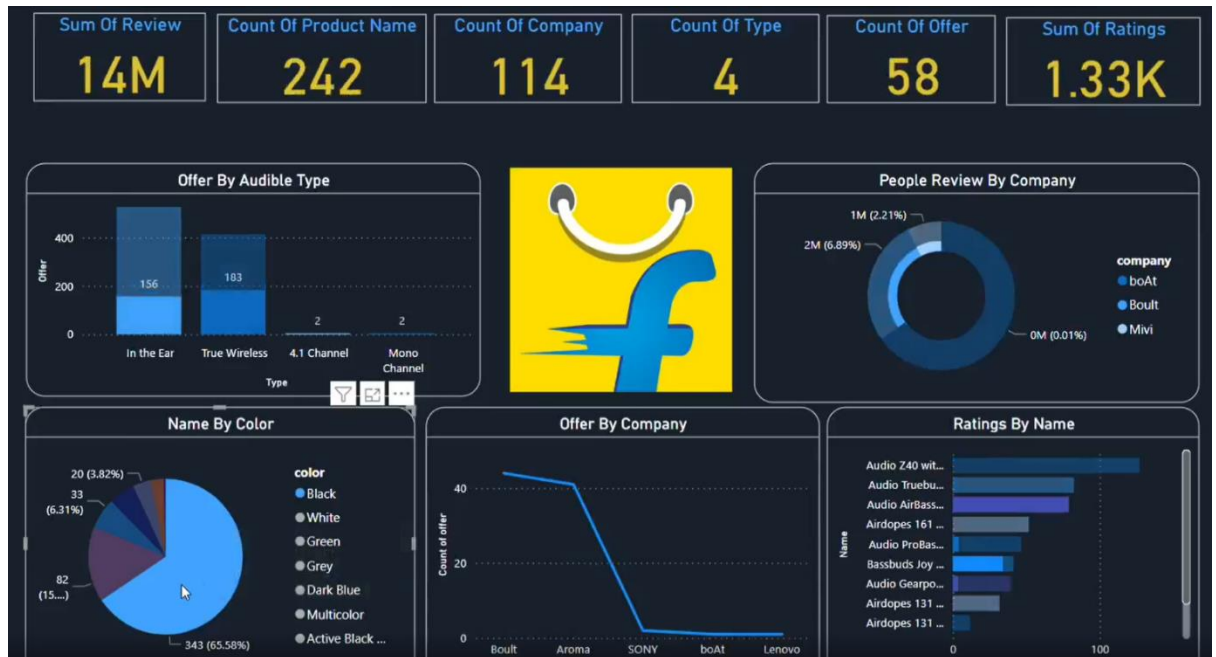 Sum Of Review
14M
Count Of Product Name
242
Count Of Company
114
Count Of Type
4
Count Of Offer
58
Sum Of Ratings
1.33K
Offer By Audible Type
Offer
400
200
0
156
183
2
2
In the Ear
True Wireless
4.1 Channel
Mono
Channel
Type
f
People Review By Company
1M (2.21%)
2M (6.89%)
0M (0.01%)
company
boAt
Boult
Mivi
Name By Color
20 (3.82%)
33
(6.31%)
82
(15....)
343 (65.58%)
color
Black
White
Green
Grey
Dark Blue
Multicolor
Active Black ...
Offer By Company
Count of offer
40
20
0
Boult
Aroma
SONY
boAt
Lenovo
Ratings By Name
Name
Audio Z40 wit...
Audio Truebu...
Audio AirBass...
Airdopes 161 ...
Audio ProBas...
Bassbuds Joy ...
Audio Gearpo...
Airdopes 131 ...
Airdopes 131 ...
0
100